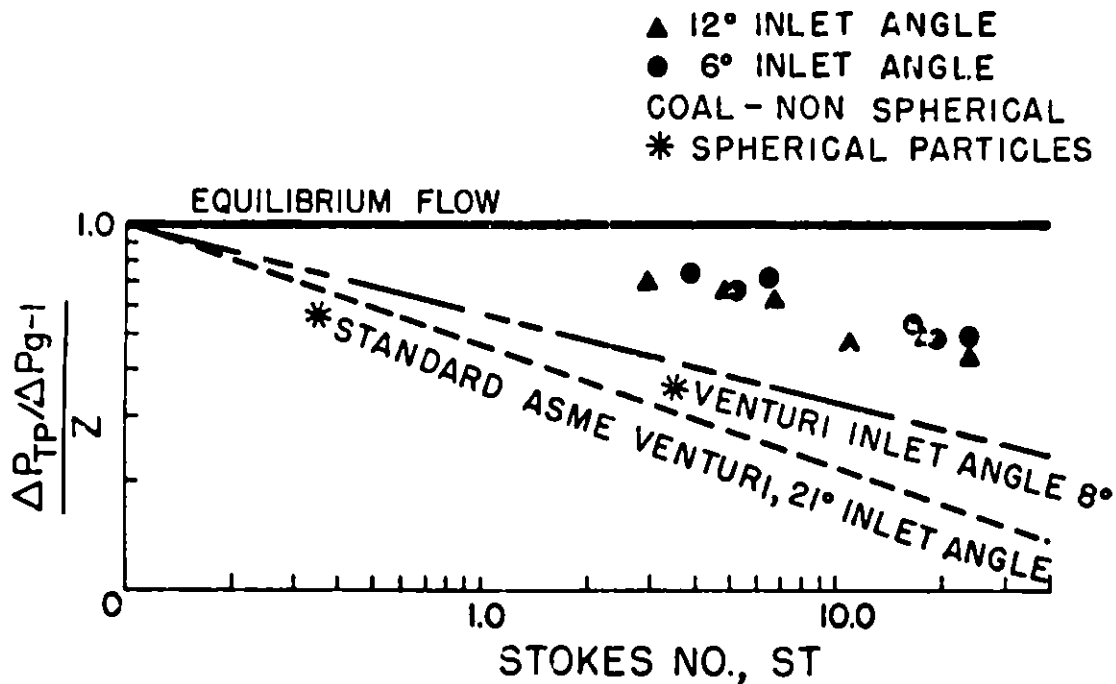 ▲ 12° INLET ANGLE
● 6° INLET ANGLE
COAL - NON SPHERICAL
* SPHERICAL PARTICLES
EQUILIBRIUM FLOW
1.0
ΔPTP/ΔPg-1
Z
* STANDARD ASME VENTURI, 21° INLET ANGLE
* VENTURI INLET ANGLE 8°
0
1.0
10.0
STOKES NO., ST